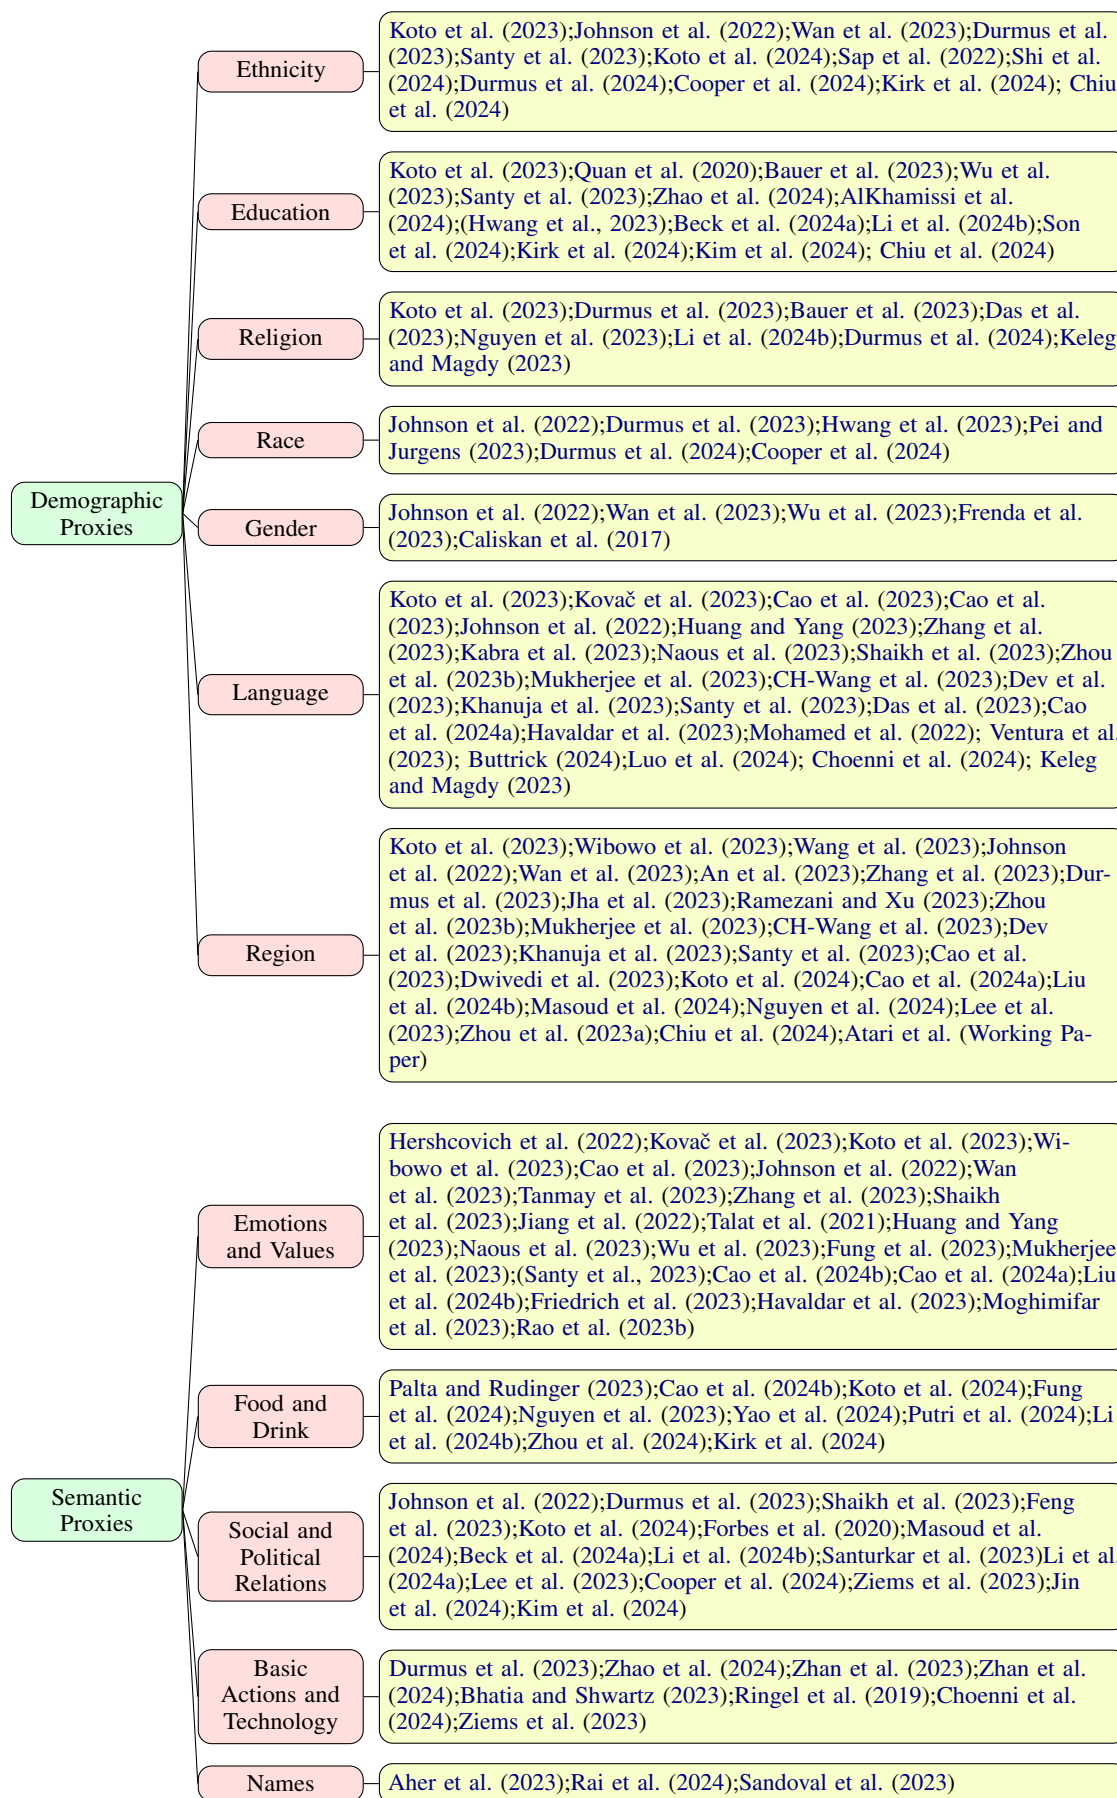 Demographic
Proxies
Ethnicity
Koto et al. (2023);Johnson et al. (2022);Wan et al. (2023);Durmus et al.
(2023);Santy et al. (2023);Koto et al. (2024);Sap et al. (2022);Shi et al.
(2024);Durmus et al. (2024);Cooper et al. (2024);Kirk et al. (2024); Chiu
et al. (2024)
Education
Koto et al. (2023);Quan et al. (2020);Bauer et al. (2023);Wu et al.
(2023);Santy et al. (2023);Zhao et al. (2024);AlKhamissi et al.
(2024);(Hwang et al., 2023);Beck et al. (2024a);Li et al. (2024b);Son
et al. (2024);Kirk et al. (2024);Kim et al. (2024); Chiu et al. (2024)
Religion
Koto et al. (2023);Durmus et al. (2023);Bauer et al. (2023);Das et al.
(2023);Nguyen et al. (2023);Li et al. (2024b);Durmus et al. (2024);Keleg
and Magdy (2023)
Race
Johnson et al. (2022);Durmus et al. (2023);Hwang et al. (2023);Pei and
Jurgens (2023);Durmus et al. (2024);Cooper et al. (2024)
Gender
Johnson et al. (2022);Wan et al. (2023);Wu et al. (2023);Frenda et al.
(2023);Caliskan et al. (2017)
Language
Koto et al. (2023);Kovač et al. (2023);Cao et al. (2023);Cao et al.
(2023);Johnson et al. (2022);Huang and Yang (2023);Zhang et al.
(2023);Kabra et al. (2023);Naous et al. (2023);Shaikh et al. (2023);Zhou
et al. (2023b);Mukherjee et al. (2023);CH-Wang et al. (2023);Dev et al.
(2023);Khanuja et al. (2023);Santy et al. (2023);Das et al. (2023);Cao
et al. (2024a);Havaldar et al. (2023);Mohamed et al. (2022); Ventura et al.
(2023); Buttrick (2024);Luo et al. (2024); Choenni et al. (2024); Keleg
and Magdy (2023)
Region
Koto et al. (2023);Wibowo et al. (2023);Wang et al. (2023);Johnson
et al. (2022);Wan et al. (2023);An et al. (2023);Zhang et al. (2023);Dur-
mus et al. (2023);Jha et al. (2023);Ramezani and Xu (2023);Zhou
et al. (2023b);Mukherjee et al. (2023);CH-Wang et al. (2023);Dev
et al. (2023);Khanuja et al. (2023);Santy et al. (2023);Cao et al.
(2023);Dwivedi et al. (2023);Koto et al. (2024);Cao et al. (2024a);Liu
et al. (2024b);Masoud et al. (2024);Nguyen et al. (2024);Lee et al.
(2023);Zhou et al. (2023a);Chiu et al. (2024);Atari et al. (Working Pa-
per)
Semantic
Proxies
Emotions
and Values
Hershcovich et al. (2022);Kovač et al. (2023);Koto et al. (2023);Wi-
bowo et al. (2023);Cao et al. (2023);Johnson et al. (2022);Wan
et al. (2023);Tanmay et al. (2023);Zhang et al. (2023);Shaikh
et al. (2023);Jiang et al. (2022);Talat et al. (2021);Huang and Yang
(2023);Naous et al. (2023);Wu et al. (2023);Fung et al. (2023);Mukherjee
et al. (2023);(Santy et al., 2023);Cao et al. (2024b);Cao et al. (2024a);Liu
et al. (2024b);Friedrich et al. (2023);Havaldar et al. (2023);Moghimifar
et al. (2023);Rao et al. (2023b)
Food and
Drink
Palta and Rudinger (2023);Cao et al. (2024b);Koto et al. (2024);Fung
et al. (2024);Nguyen et al. (2023);Yao et al. (2024);Putri et al. (2024);Li
et al. (2024b);Zhou et al. (2024);Kirk et al. (2024)
Social and
Political
Relations
Johnson et al. (2022);Durmus et al. (2023);Shaikh et al. (2023);Feng
et al. (2023);Koto et al. (2024);Forbes et al. (2020);Masoud et al.
(2024);Beck et al. (2024a);Li et al. (2024b);Santurkar et al. (2023)Li et al.
(2024a);Lee et al. (2023);Cooper et al. (2024);Ziems et al. (2023);Jin
et al. (2024);Kim et al. (2024)
Basic
Actions and
Technology
Durmus et al. (2023);Zhao et al. (2024);Zhan et al. (2023);Zhan et al.
(2024);Bhatia and Shwartz (2023);Ringel et al. (2019);Choenni et al.
(2024);Ziems et al. (2023)
Names
Aher et al. (2023);Rai et al. (2024);Sandoval et al. (2023)